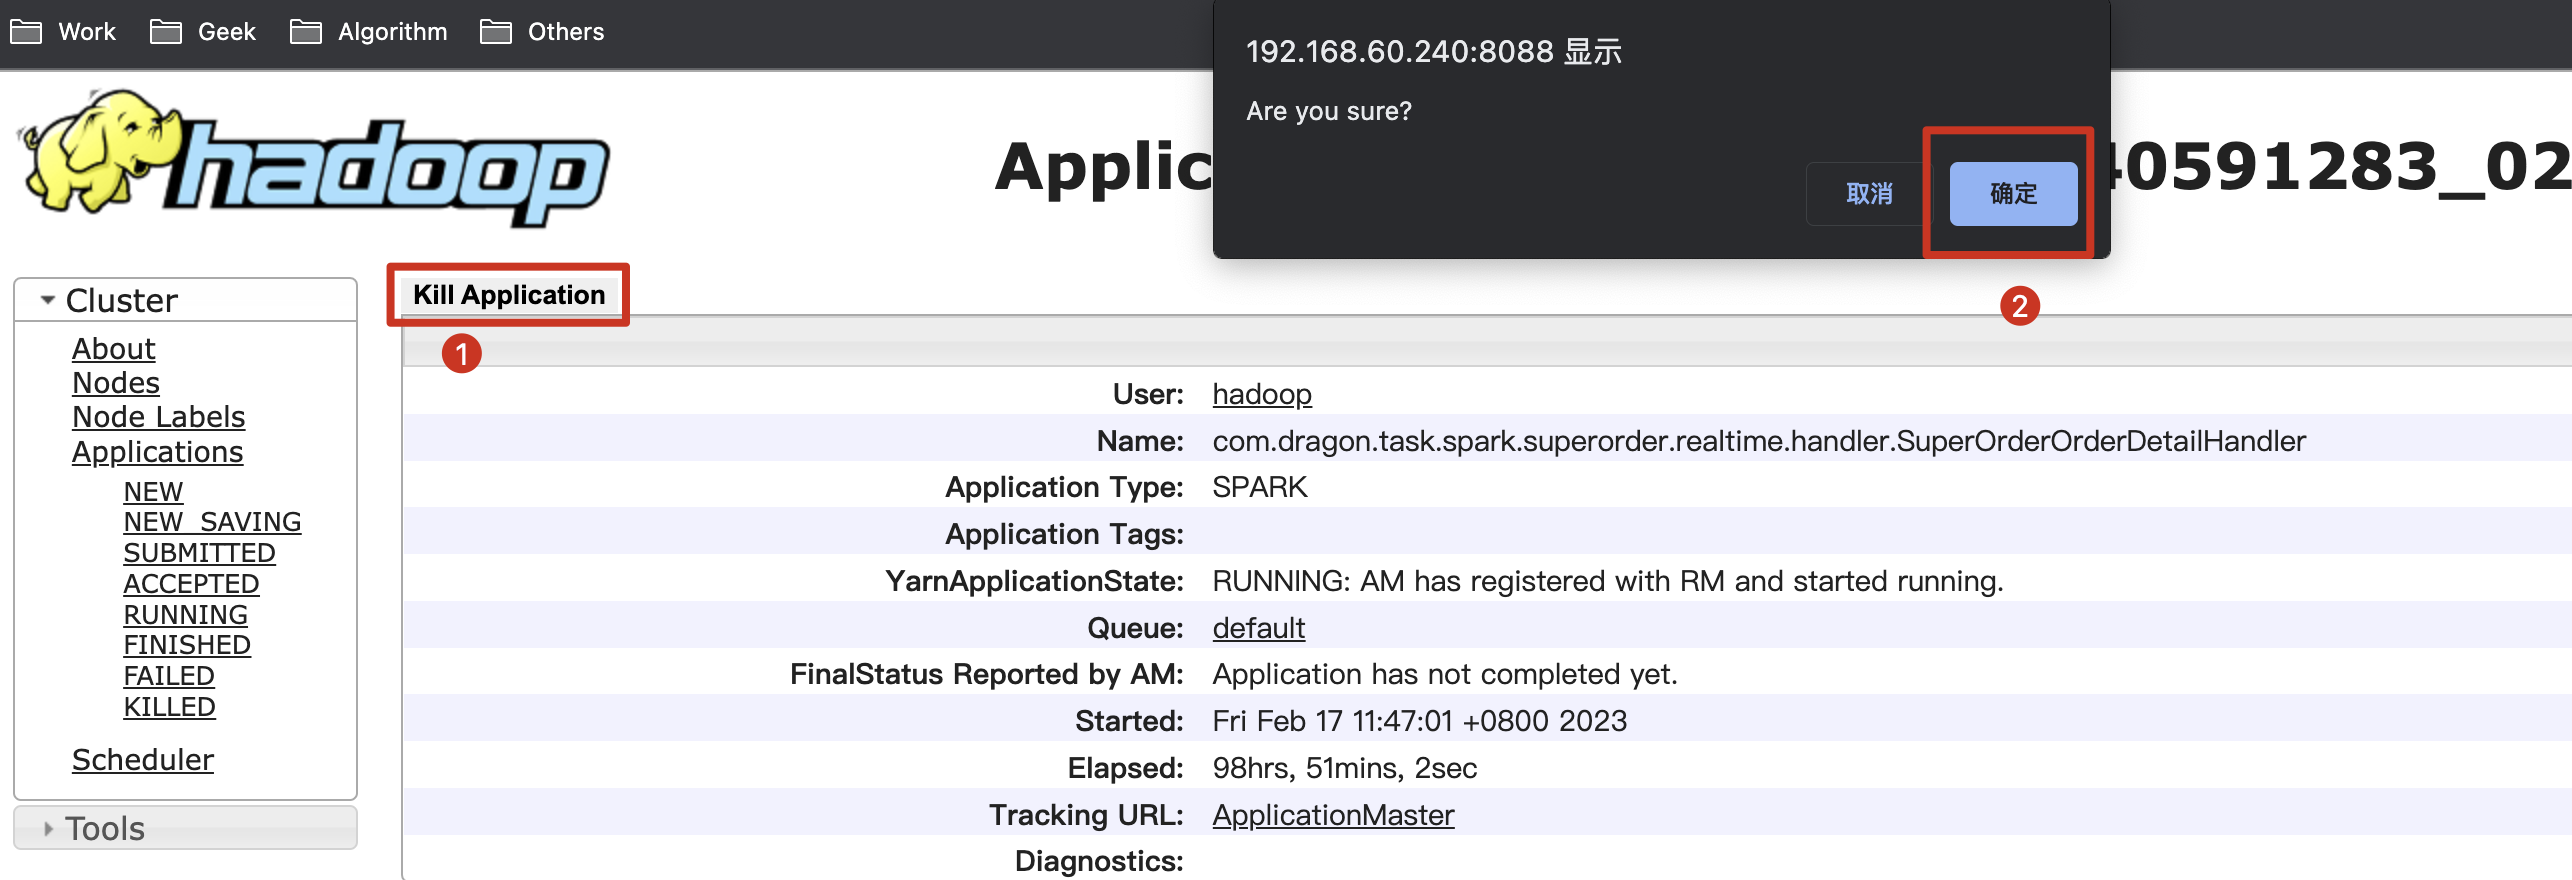 Work Geek Algorithm Others
192.168.60.240:8088 显示
Are you sure?
取消 确定
hadoop
Applic 40591283_02
Kill Application
1
2
Cluster
About
Nodes
Node Labels
Applications
NEW
NEW_SAVING
SUBMITTED
ACCEPTED
RUNNING
FINISHED
FAILED
KILLED
Scheduler
Tools
User: hadoop
Name: com.dragon.task.spark.superorder.realtime.handler.SuperOrderOrderDetailHandler
Application Type: SPARK
Application Tags:
YarnApplicationState: RUNNING: AM has registered with RM and started running.
Queue: default
FinalStatus Reported by AM: Application has not completed yet.
Started: Fri Feb 17 11:47:01 +0800 2023
Elapsed: 98hrs, 51mins, 2sec
Tracking URL: ApplicationMaster
Diagnostics: